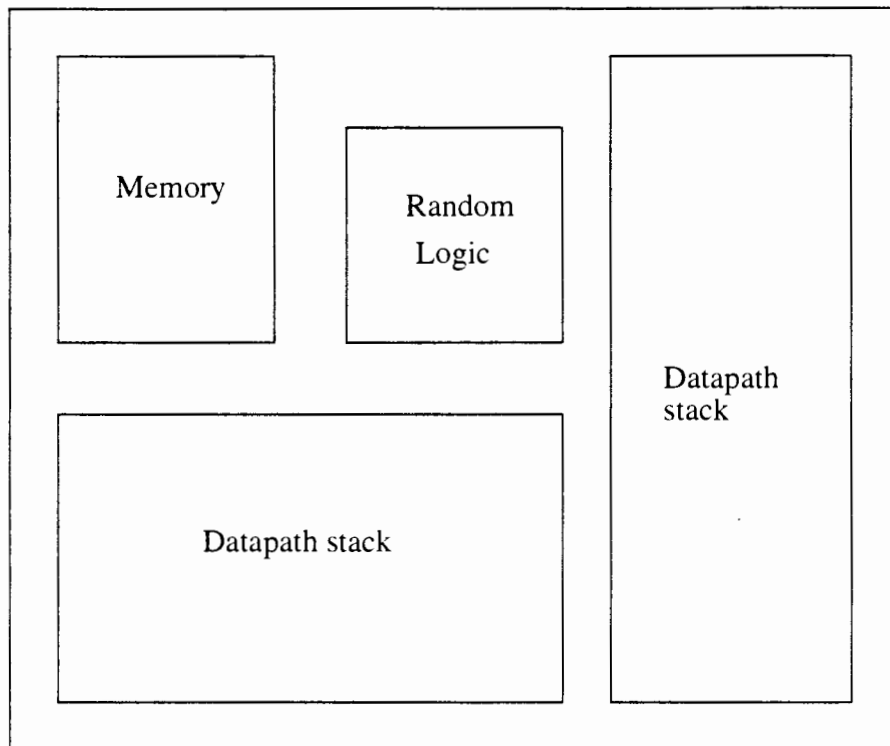 Memory
Random
Logic
Datapath
stack
Datapath stack